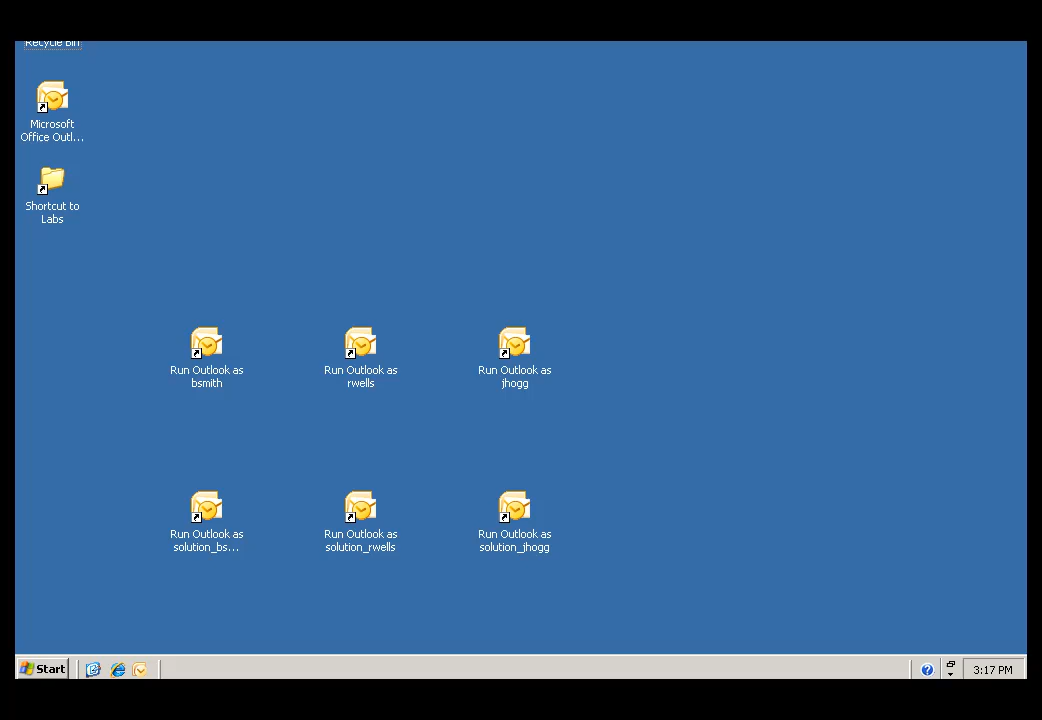 Recycle Bin
Microsoft
Office Outl...
Shortcut to
Labs
Run Outlook as
bsmith
Run Outlook as
rwells
Run Outlook as
jhogg
Run Outlook as
solution_bs...
Run Outlook as
solution_rwells
Run Outlook as
solution_jhogg
Start
3:17 PM